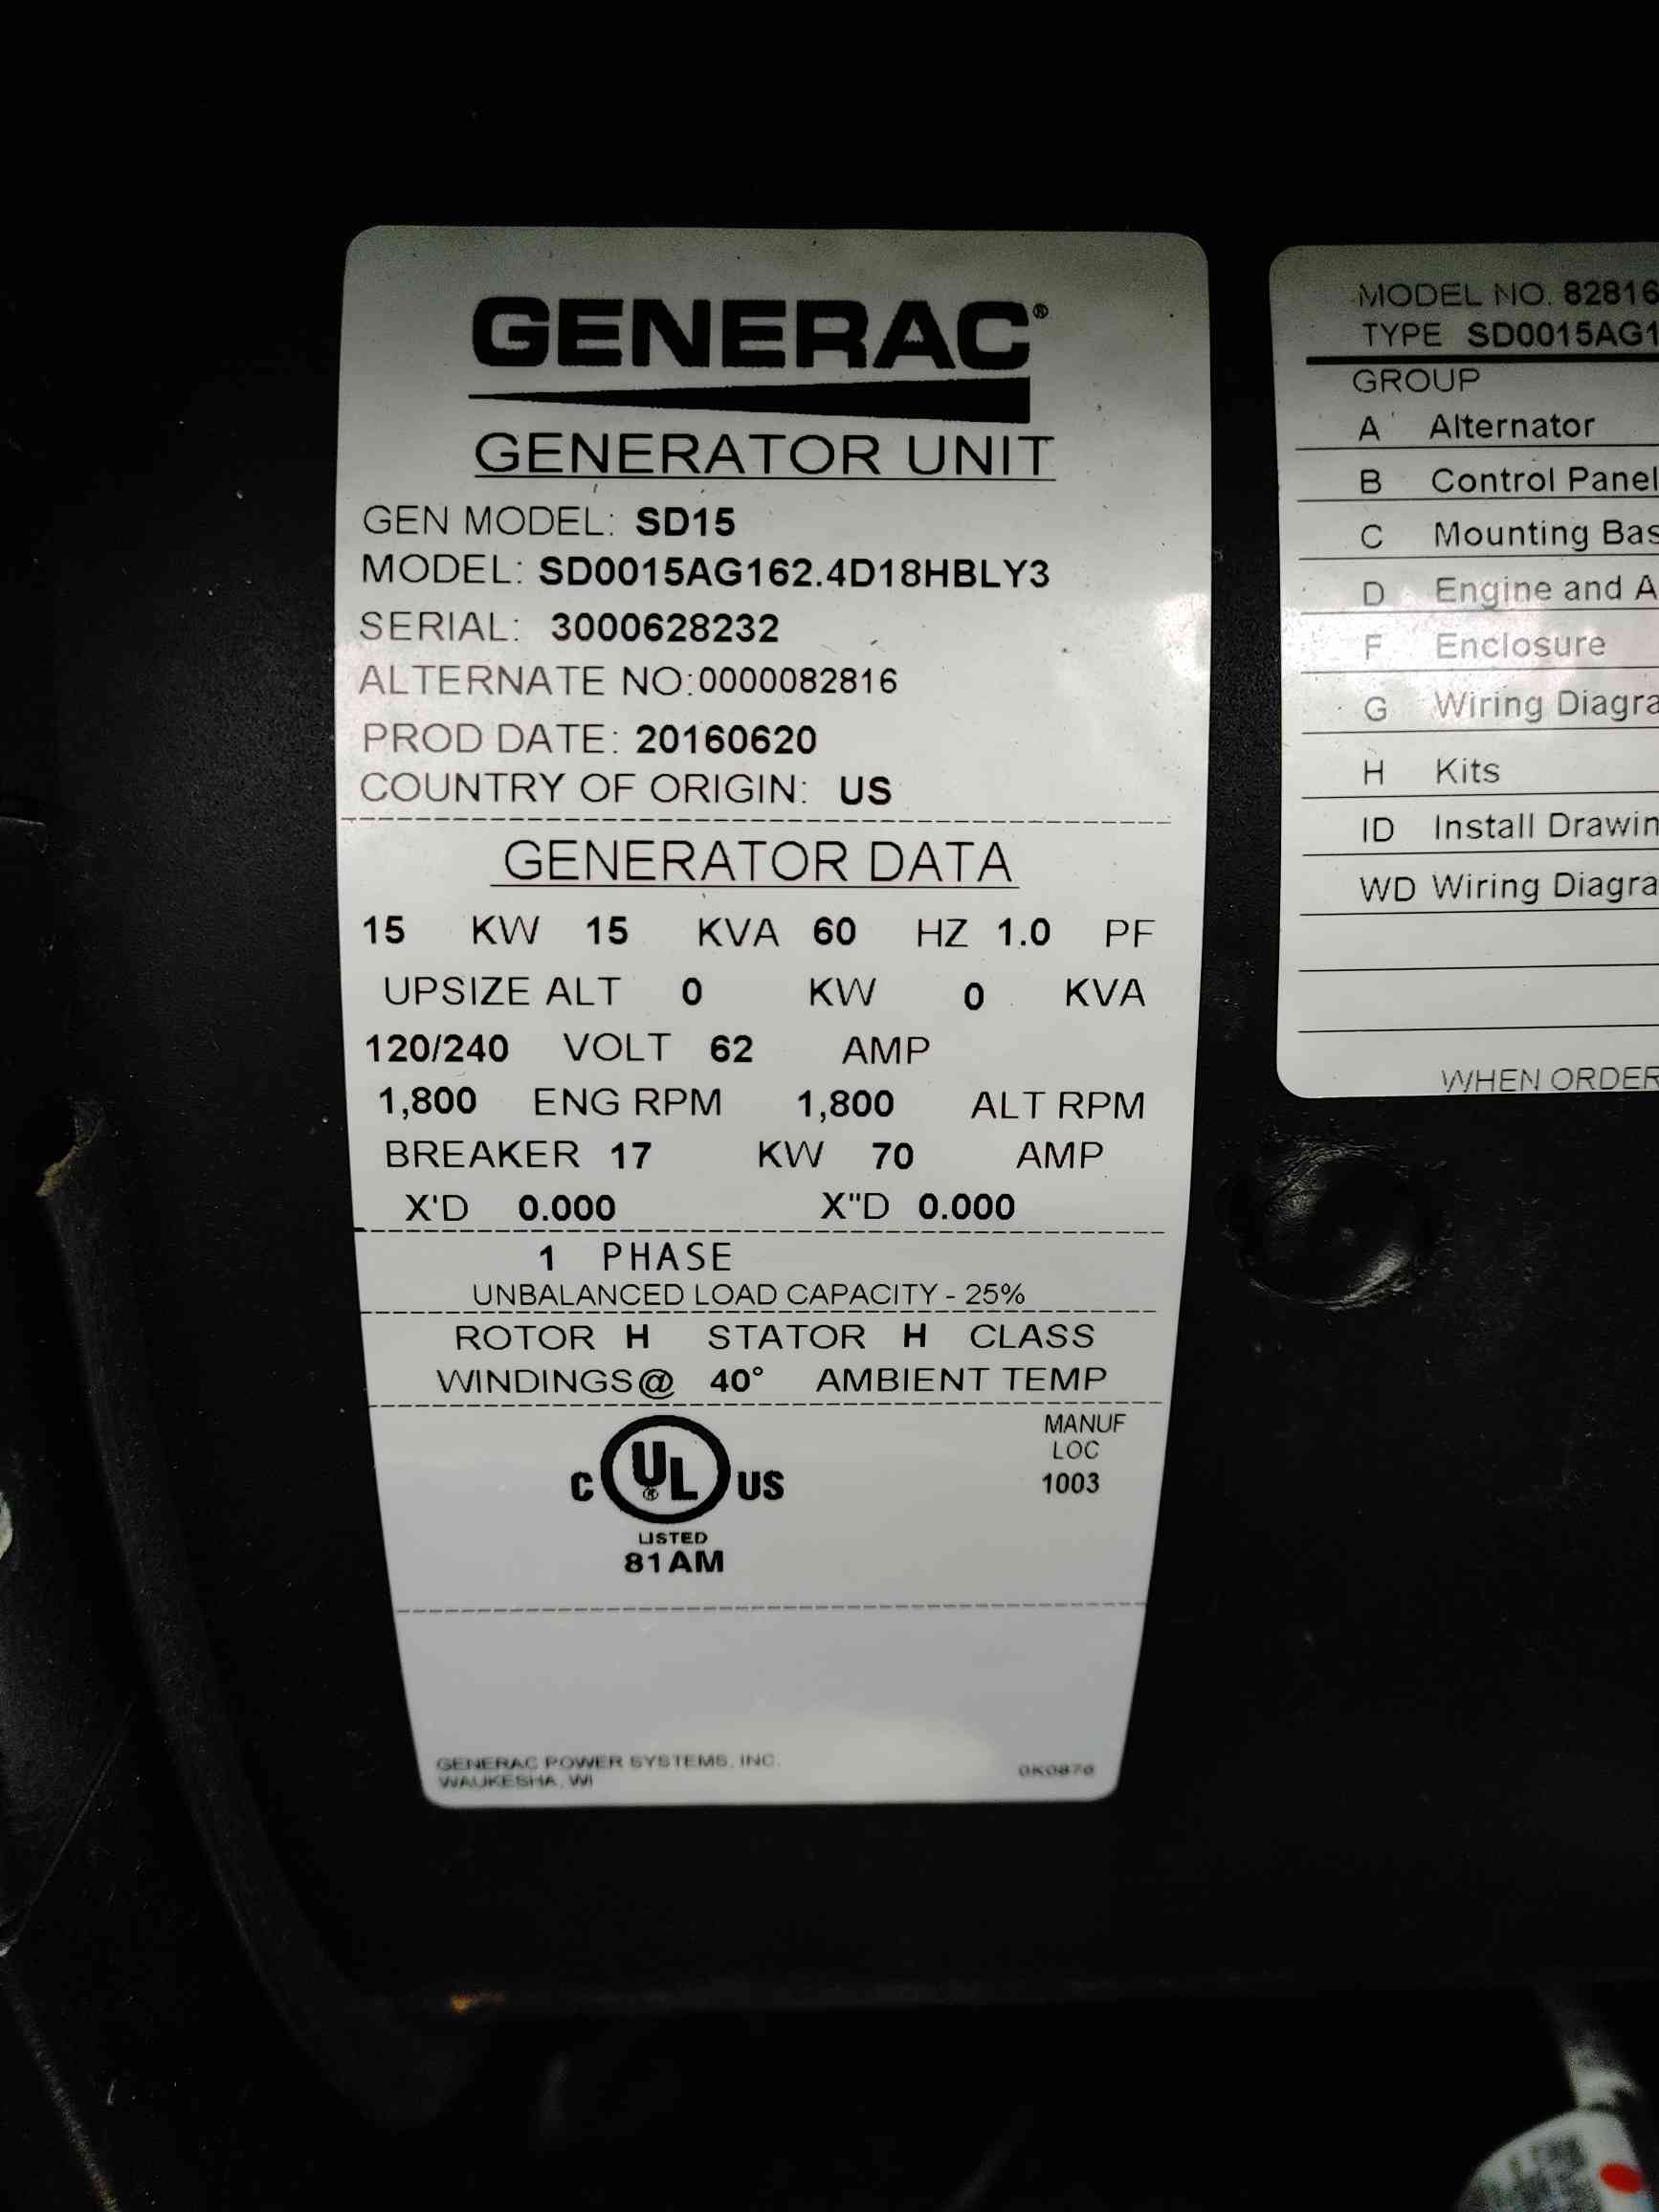 GENERAC®
GENERATOR UNIT
GEN MODEL: SD15
MODEL: SD0015AG162.4D18HBLY3
SERIAL: 3000628232
ALTERNATE NO:0000082816
PROD DATE: 20160620
COUNTRY OF ORIGIN: US
GENERATOR DATA
15 KW 15 KVA 60 HZ 1.0 PF
UPSIZE ALT 0 KW 0 KVA
120/240 VOLT 62 AMP
1,800 ENG RPM 1,800 ALT RPM
BREAKER 17 KW 70 AMP
X'D 0.000 X"D 0.000
1 PHASE
UNBALANCED LOAD CAPACITY - 25%
ROTOR H STATOR H CLASS
WINDINGS@ 40° AMBIENT TEMP
MANUF
LOC
1003
C UL® US
LISTED
81AM
GENERAC POWER SYSTEMS, INC.
WAUKESHA, WI
0K0876
MODEL NO. 82816
TYPE SD0015AG1
GROUP
A Alternator
B Control Panel
C Mounting Bas
D Engine and A
F Enclosure
G Wiring Diagra
H Kits
ID Install Drawin
WD Wiring Diagra
WHEN ORDER